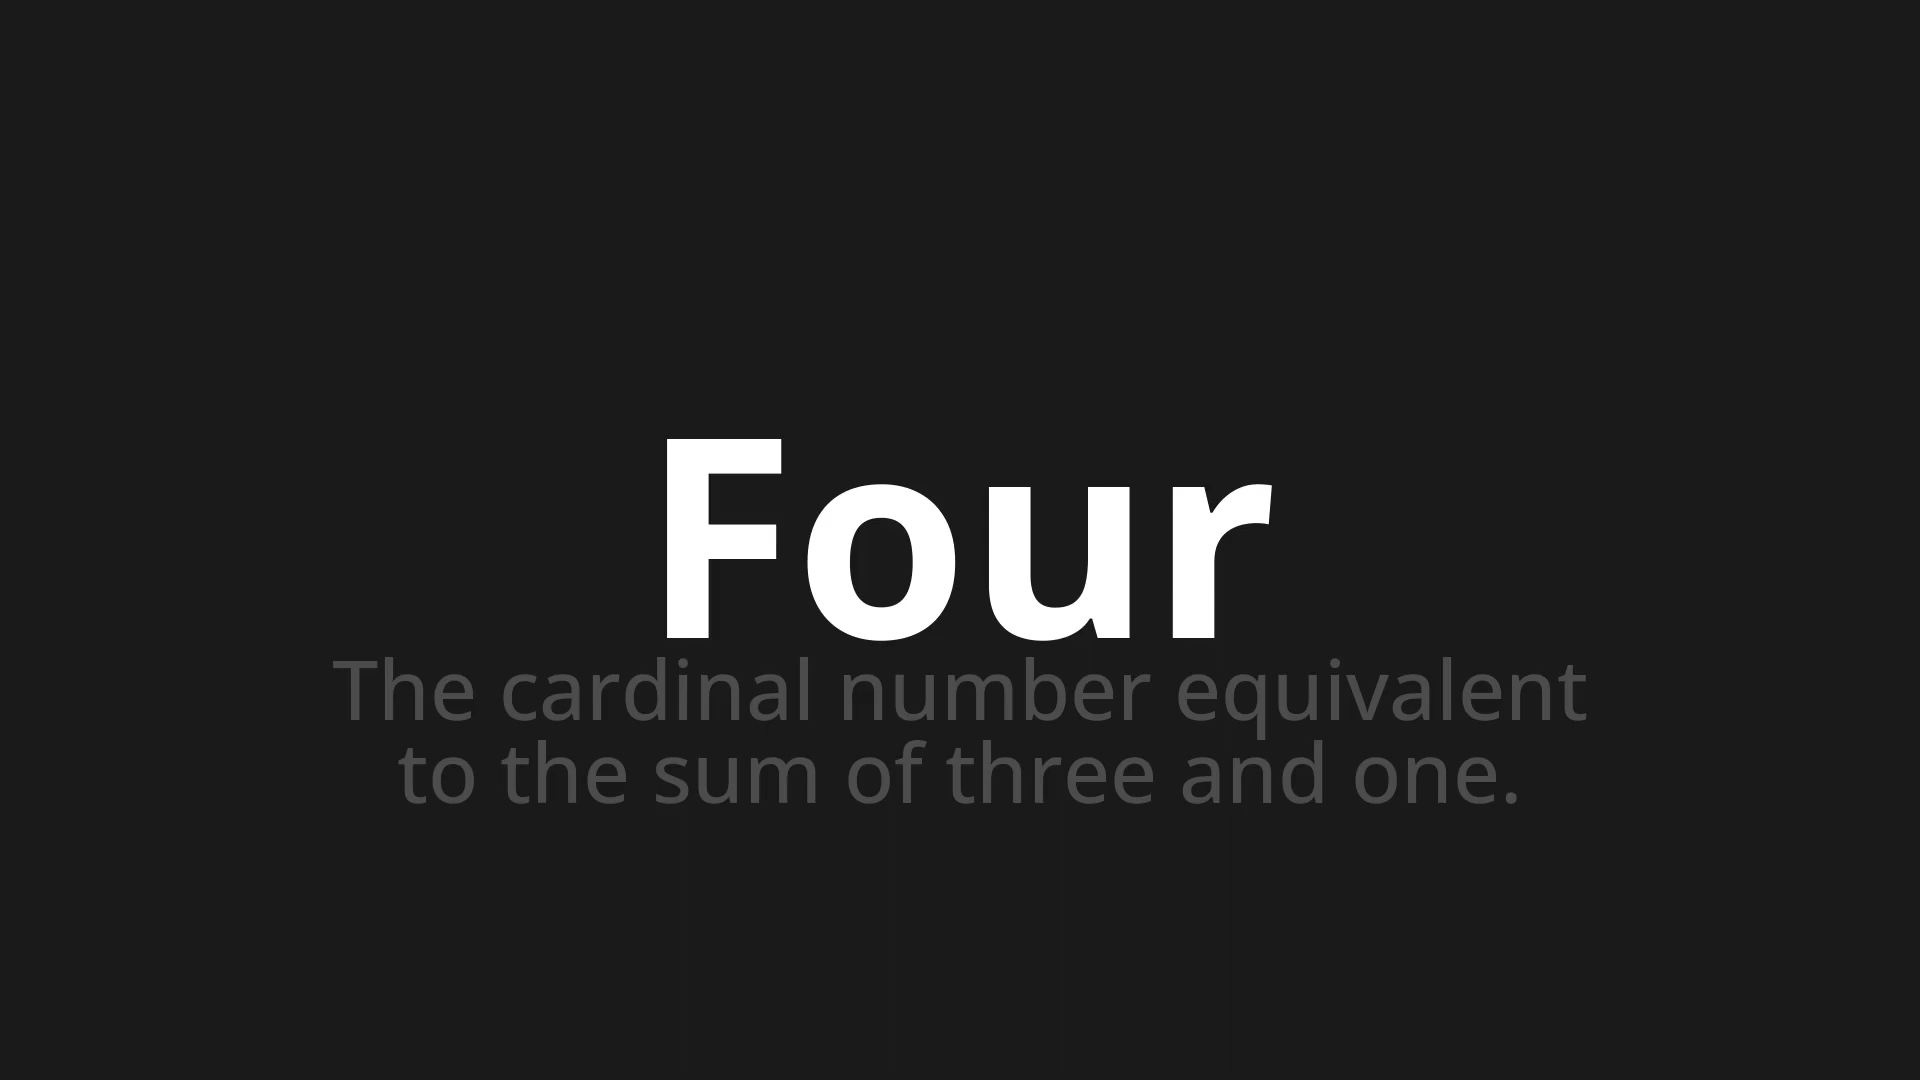 Four
The cardinal number equivalent
to the sum of three and one.